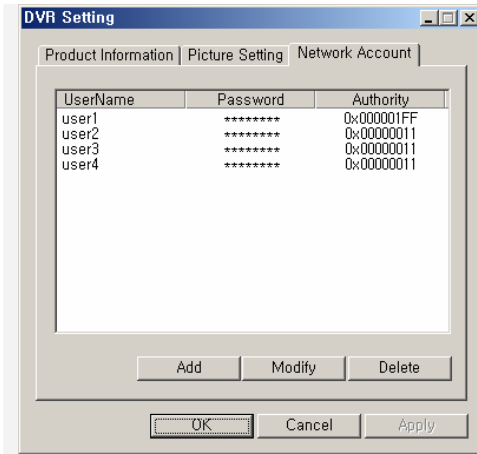 DVR Setting
Product Information Picture Setting Network Account
UserName Password Authority
user1 ******** 0x000001FF
user2 ******** 0x00000011
user3 ******** 0x00000011
user4 ******** 0x00000011
Add Modify Delete
OK Cancel Apply